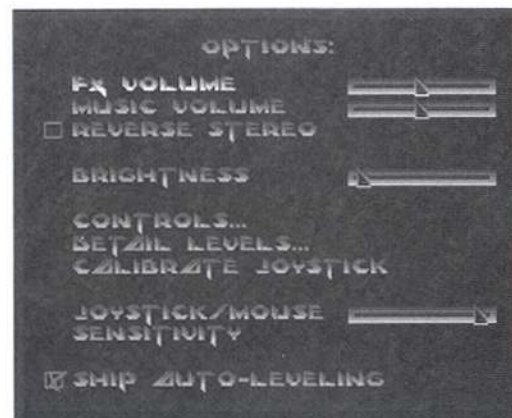 OPTIONS:
FX VOLUME
MUSIC VOLUME
REVERSE STEREO
BRIGHTNESS
CONTROLS...
DETAIL LEVELS...
CALIBRATE JOYSTICK
JOYSTICK/MOUSE
SENSITIVITY
SHIP AUTO-LEVELING